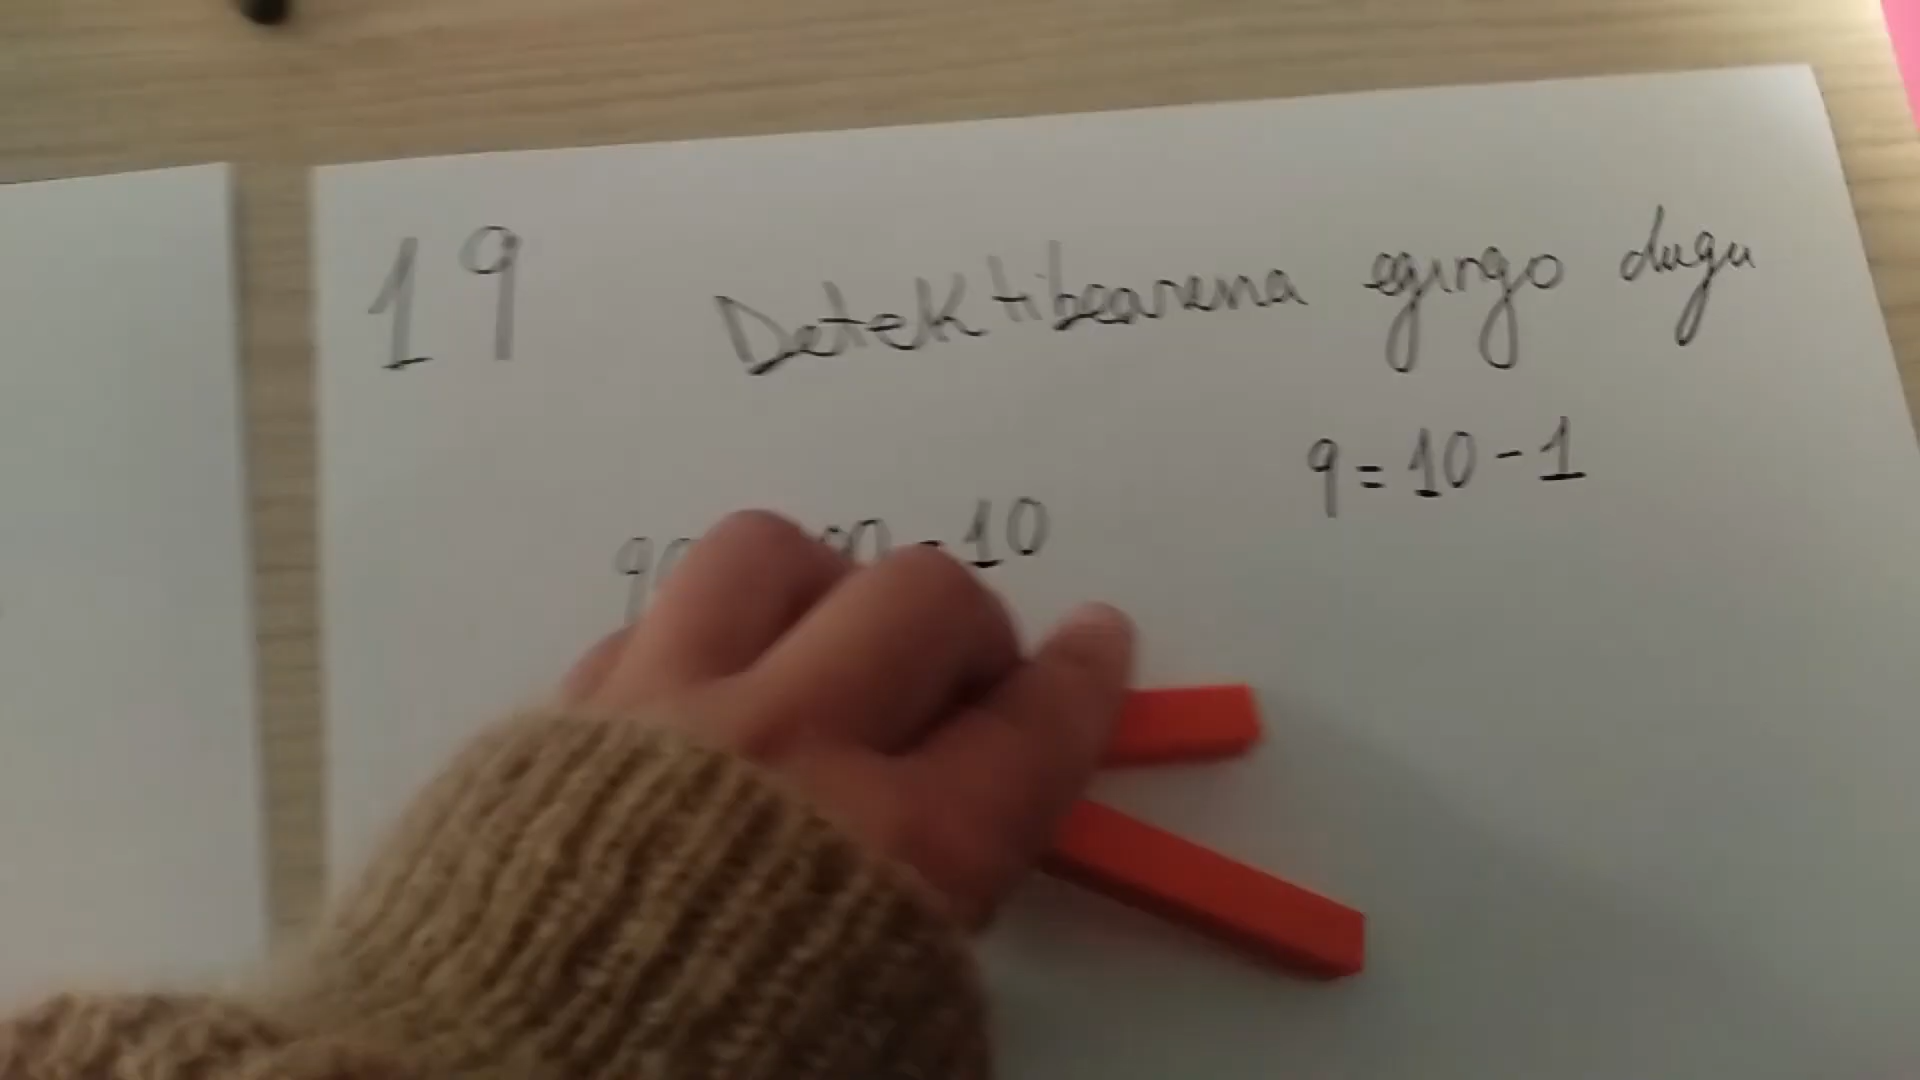 19 Detektibearena egingo dugu
9 = 10 - 1
- 10